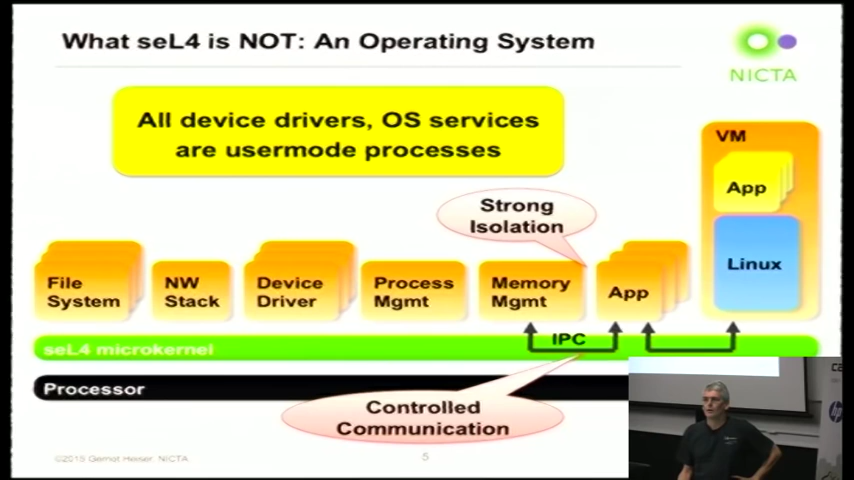 What seL4 is NOT: An Operating System
NICTA
All device drivers, OS services
are usermode processes
VM
App
Linux
Strong
Isolation
File
System
NW
Stack
Device
Driver
Process
Mgmt
Memory
Mgmt
App
IPC
seL4 microkernel
Processor
Controlled
Communication
©2015 Gernot Heiser, NICTA
5
hp